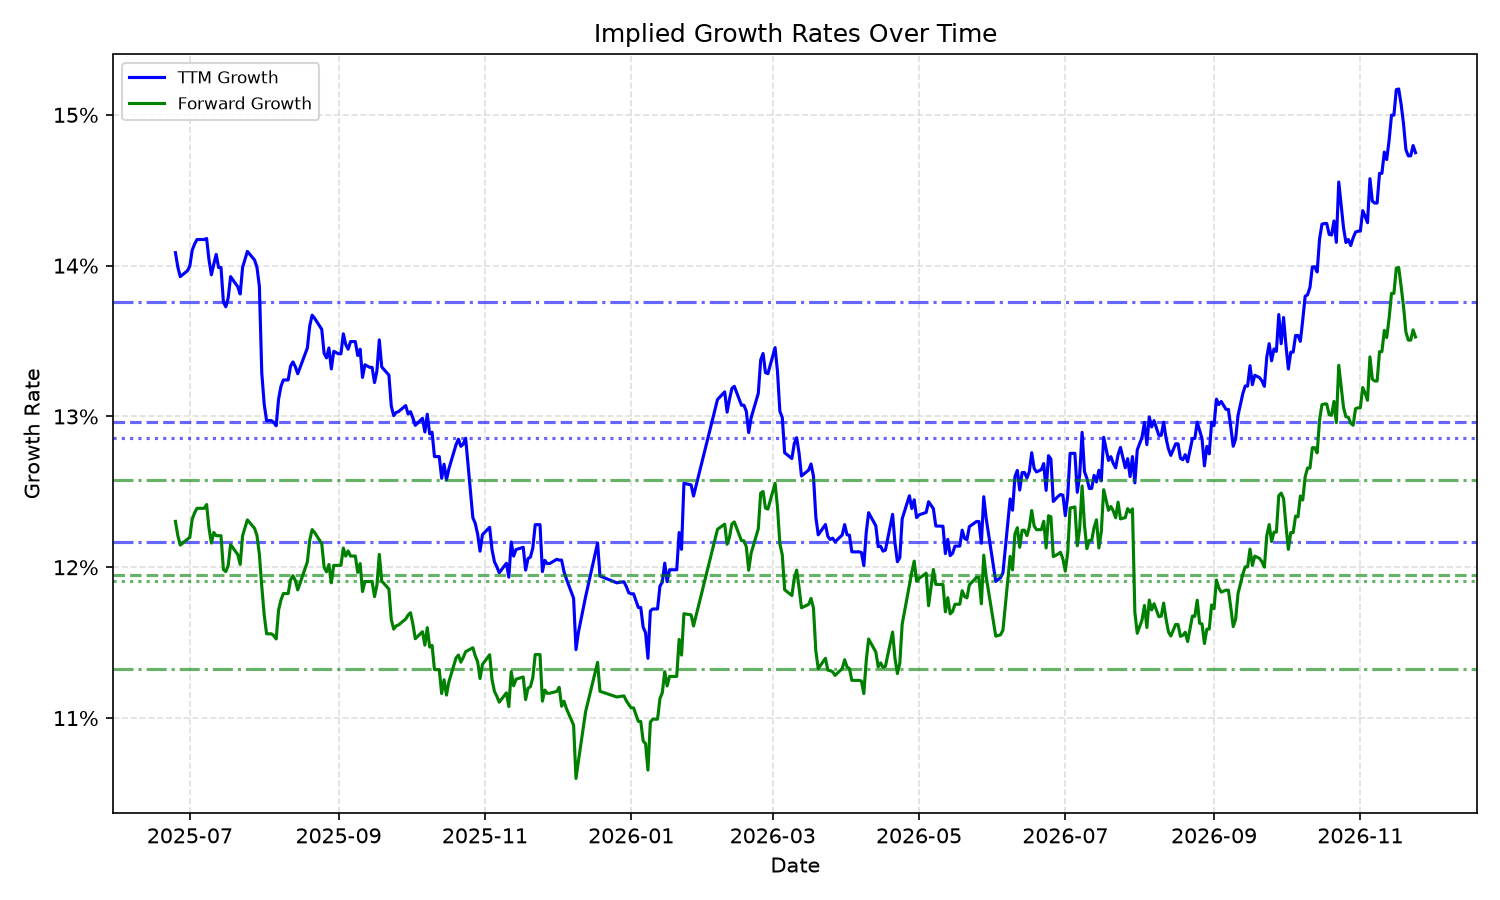 Implied Growth Rates Over Time
TTM Growth
Forward Growth
15%
14%
13%
12%
11%
Growth Rate
2025-07 2025-09 2025-11 2026-01 2026-03 2026-05 2026-07 2026-09 2026-11
Date